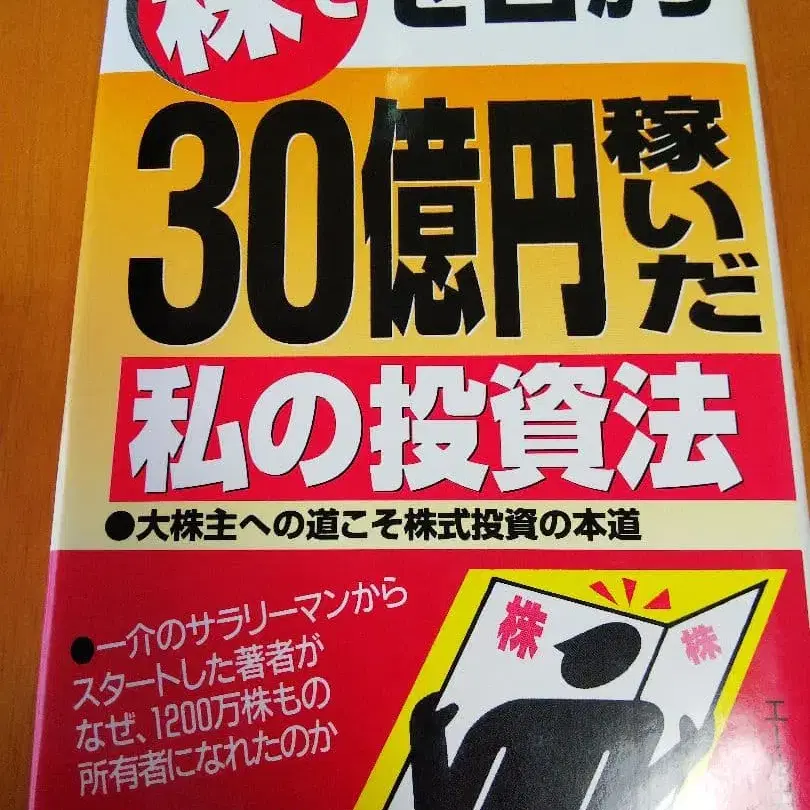 株
30億円稼いだ
私の投資法
●大株主への道こそ株式投資の本道
●一介のサラリーマンから
スタートした著者が
なぜ、1200万株もの
所有者になれたのか
株
株
エー